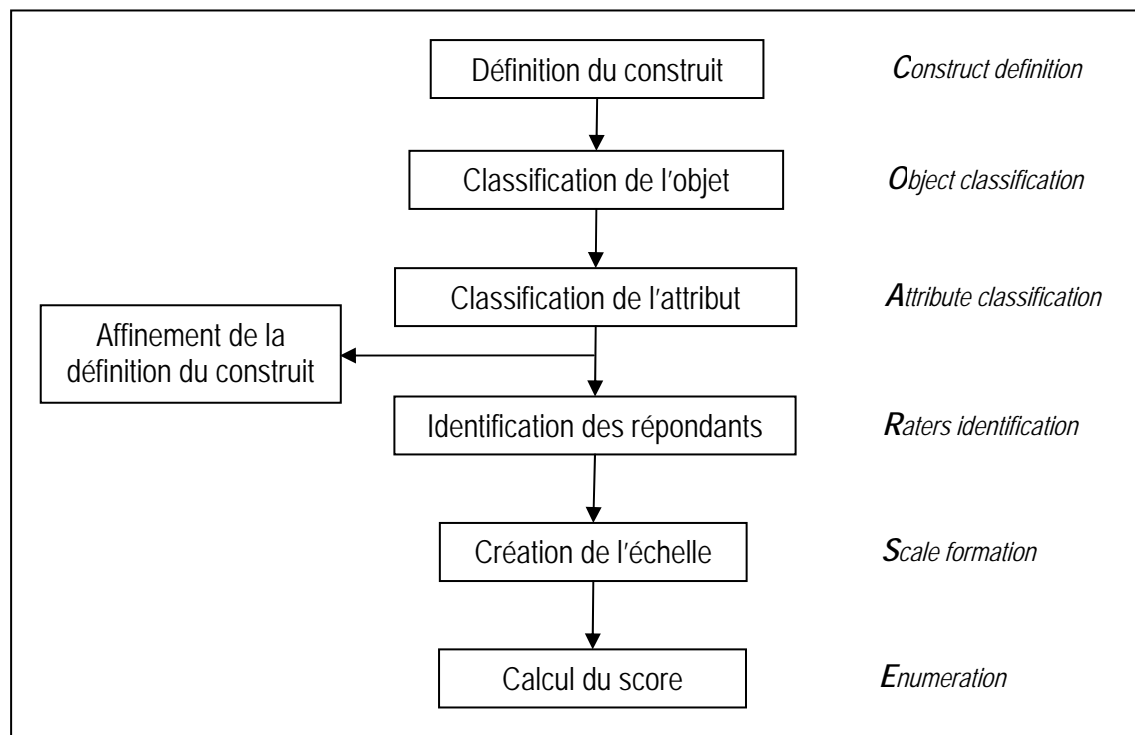 Définition du construit
Construct definition
Classification de l'objet
Object classification
Classification de l'attribut
Attribute classification
Affinement de la
définition du construit
Identification des répondants
Raters identification
Création de l'échelle
Scale formation
Calcul du score
Enumeration